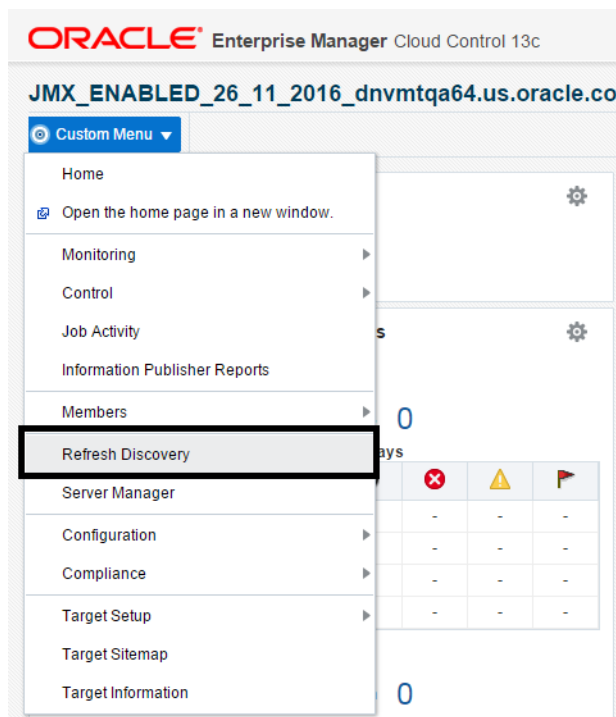 ORACLE® Enterprise Manager Cloud Control 13c
JMX_ENABLED_26_11_2016_dnvmtqa64.us.oracle.co
Custom Menu
Home
Open the home page in a new window.
Monitoring
Control
Job Activity
s
Information Publisher Reports
Members
0
Refresh Discovery
ays
Server Manager
- - -
Configuration
- - -
Compliance
- - -
Target Setup
- - -
Target Sitemap
Target Information
0